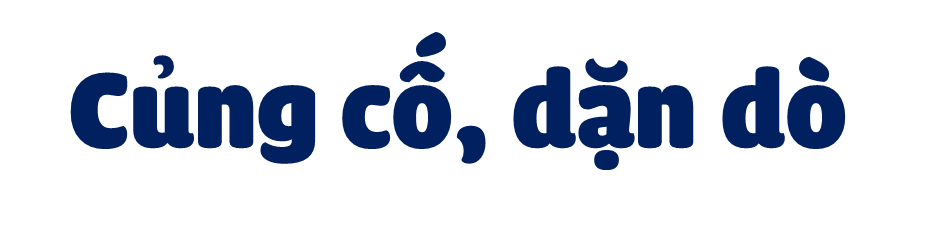 Củng cố, dặn dò